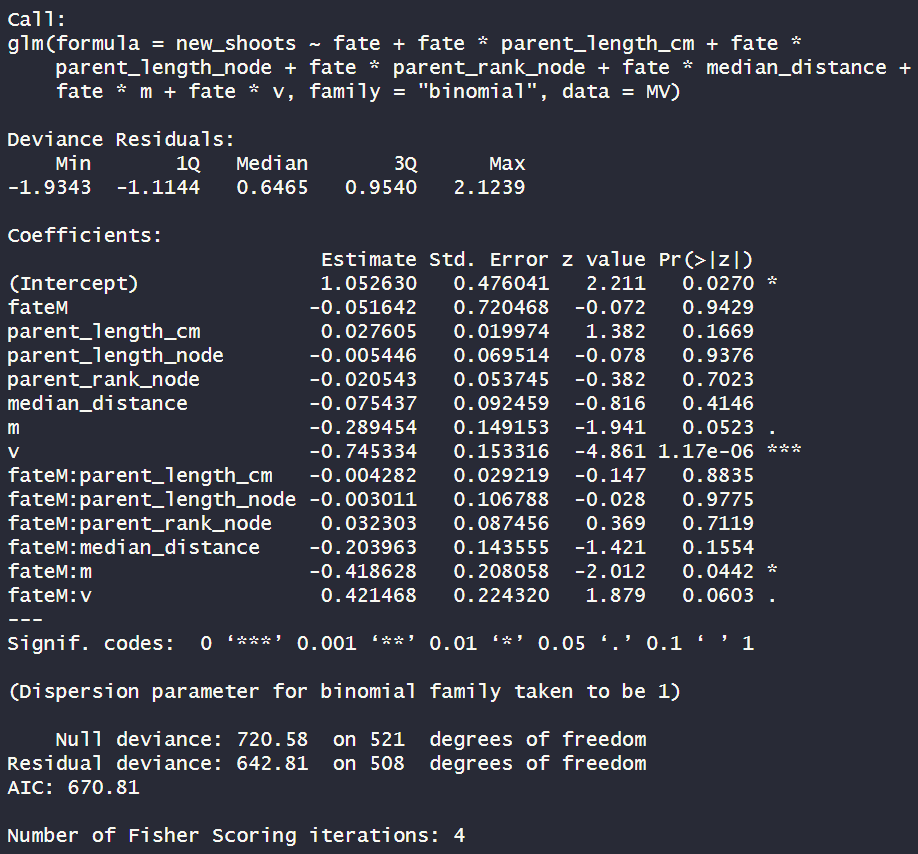 Call:
glm(formula = new_shoots ~ fate + fate * parent_length_cm + fate *
    parent_length_node + fate * parent_rank_node + fate * median_distance +
    fate * m + fate * v, family = "binomial", data = MV)

Deviance Residuals:
    Min       1Q   Median       3Q      Max
-1.9343  -1.1144   0.6465   0.9540   2.1239

Coefficients:
                          Estimate Std. Error z value Pr(>|z|)
(Intercept)               1.052630   0.476041   2.211   0.0270 *
fateM                    -0.051642   0.720468  -0.072   0.9429
parent_length_cm          0.027605   0.019974   1.382   0.1669
parent_length_node       -0.005446   0.069514  -0.078   0.9376
parent_rank_node         -0.020543   0.053745  -0.382   0.7023
median_distance          -0.075437   0.092459  -0.816   0.4146
m                        -0.289454   0.149153  -1.941   0.0523 .
v                        -0.745334   0.153316  -4.861 1.17e-06 ***
fateM:parent_length_cm   -0.004282   0.029219  -0.147   0.8835
fateM:parent_length_node -0.003011   0.106788  -0.028   0.9775
fateM:parent_rank_node    0.032303   0.087456   0.369   0.7119
fateM:median_distance    -0.203963   0.143555  -1.421   0.1554
fateM:m                  -0.418628   0.208058  -2.012   0.0442 *
fateM:v                   0.421468   0.224320   1.879   0.0603 .
---
Signif. codes:  0 ‘***’ 0.001 ‘**’ 0.01 ‘*’ 0.05 ‘.’ 0.1 ‘ ’ 1

(Dispersion parameter for binomial family taken to be 1)

    Null deviance: 720.58  on 521  degrees of freedom
Residual deviance: 642.81  on 508  degrees of freedom
AIC: 670.81

Number of Fisher Scoring iterations: 4